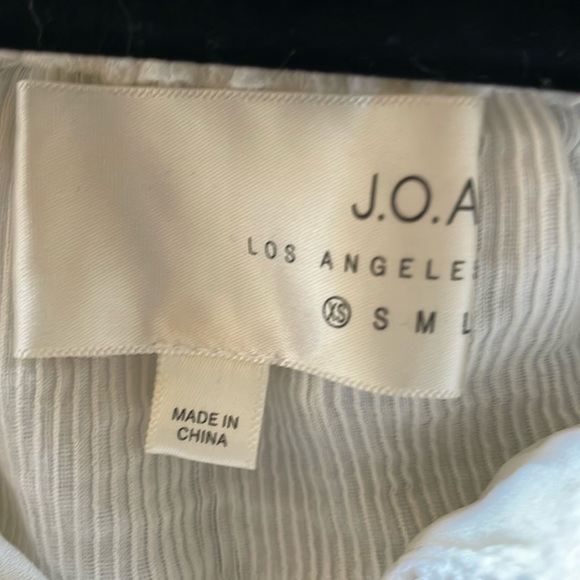 J.O.A
LOS ANGELE
XS S M L
MADE IN
CHINA